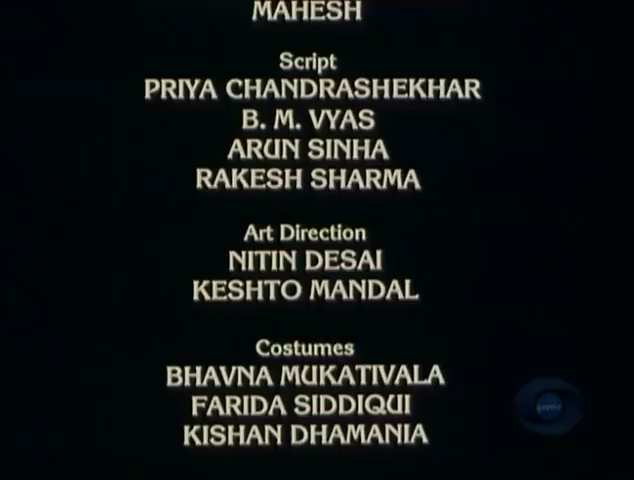 MAHESH
Script
PRIYA CHANDRASHEKHAR
B. M. VYAS
ARUN SINHA
RAKESH SHARMA
Art Direction
NITIN DESAI
KESHTO MANDAL
Costumes
BHAVNA MUKATIVALA
FARIDA SIDDIQUI
KISHAN DHAMANIA